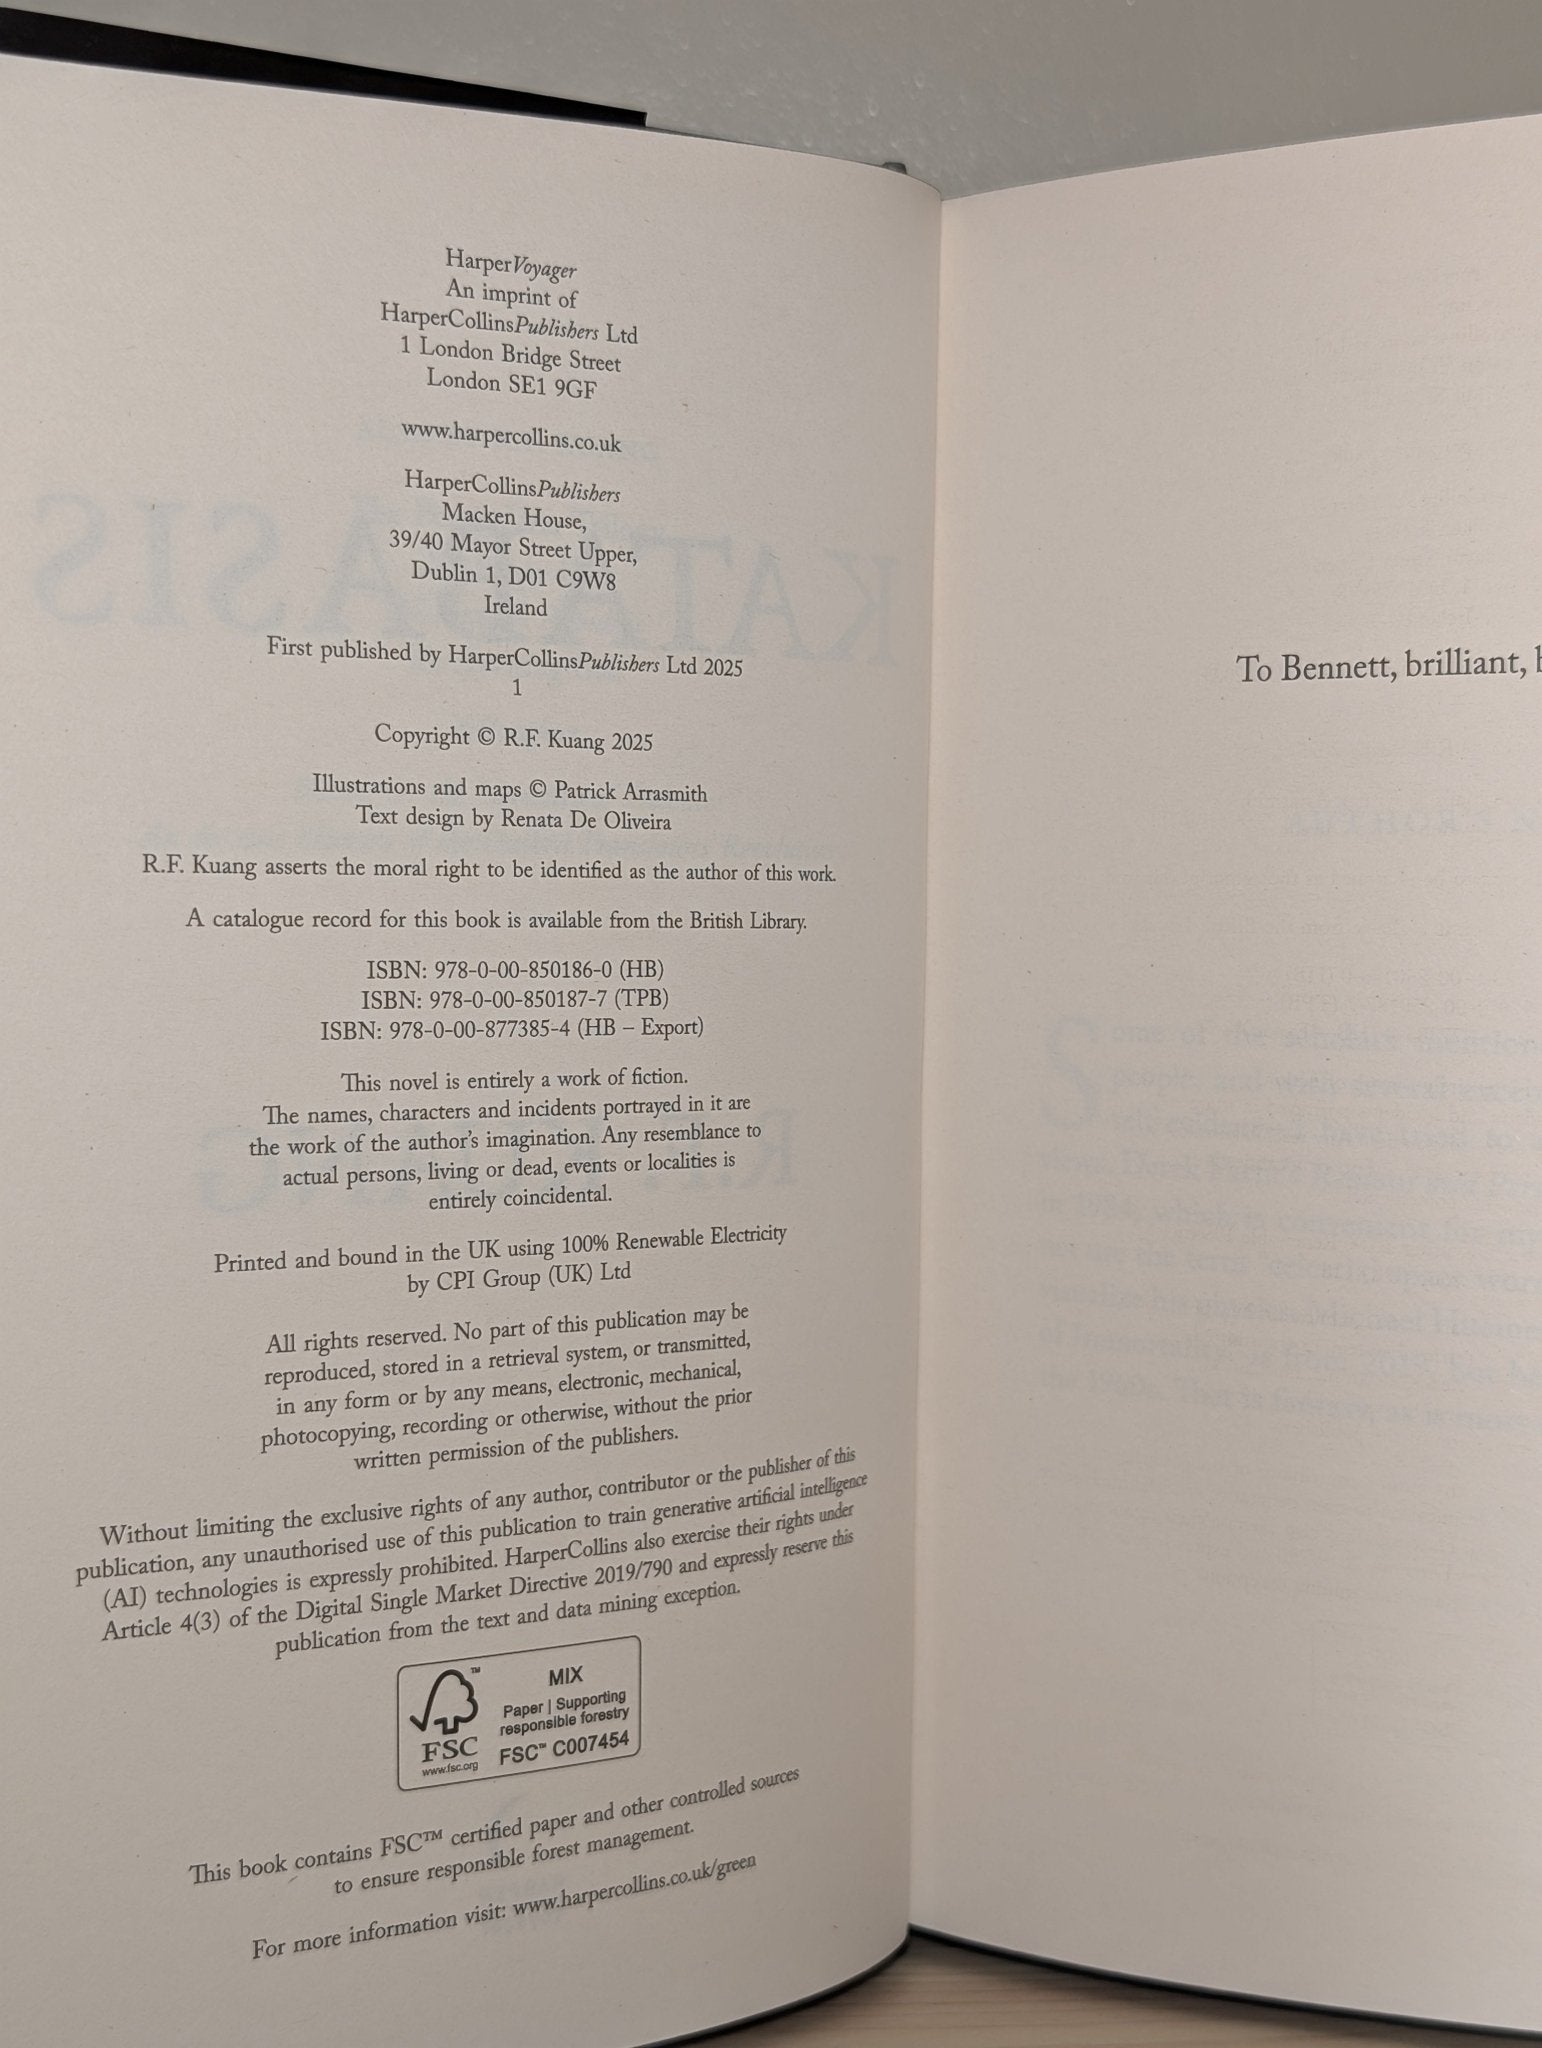 HarperVoyager
An imprint of
HarperCollinsPublishers Ltd
1 London Bridge Street
London SE1 9GF
www.harpercollins.co.uk
HarperCollinsPublishers
Macken House,
39/40 Mayor Street Upper,
Dublin 1, D01 C9W8
Ireland
First published by HarperCollinsPublishers Ltd 2025
1
Copyright © R.F. Kuang 2025
Illustrations and maps © Patrick Arrasmith
Text design by Renata De Oliveira
R.F. Kuang asserts the moral right to be identified as the author of this work.
A catalogue record for this book is available from the British Library.
ISBN: 978-0-00-850186-0 (HB)
ISBN: 978-0-00-850187-7 (TPB)
ISBN: 978-0-00-877385-4 (HB – Export)
This novel is entirely a work of fiction.
The names, characters and incidents portrayed in it are
the work of the author's imagination. Any resemblance to
actual persons, living or dead, events or localities is
entirely coincidental.
Printed and bound in the UK using 100% Renewable Electricity
by CPI Group (UK) Ltd
All rights reserved. No part of this publication may be
reproduced, stored in a retrieval system, or transmitted,
in any form or by any means, electronic, mechanical,
photocopying, recording or otherwise, without the prior
written permission of the publishers.
Without limiting the exclusive rights of any author, contributor or the publisher of this
publication, any unauthorised use of this publication to train generative artificial intelligence
(AI) technologies is expressly prohibited. HarperCollins also exercise their rights under
Article 4(3) of the Digital Single Market Directive 2019/790 and expressly reserve this
publication from the text and data mining exception.
FSC™
www.fsc.org
MIX
Paper | Supporting
responsible forestry
FSC™ C007454
This book contains FSC™ certified paper and other controlled sources
to ensure responsible forest management.
For more information visit: www.harpercollins.co.uk/green
To Bennett, brilliant,
KATABASIS